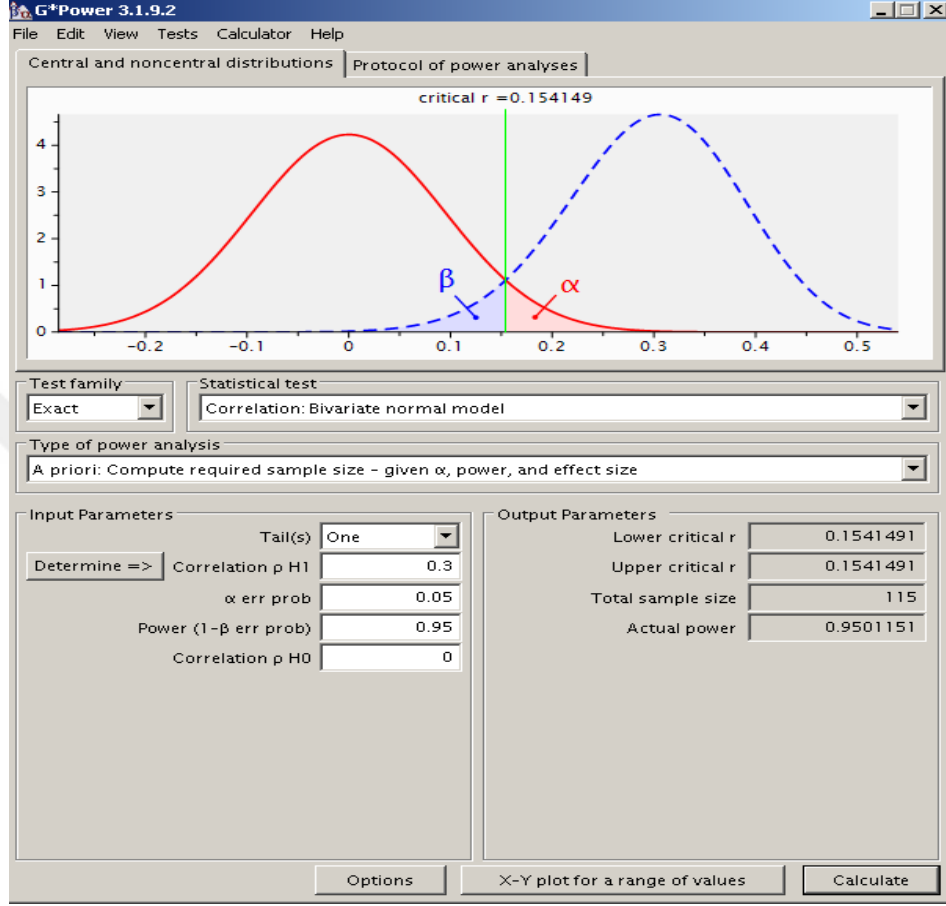 G*Power 3.1.9.2
File Edit View Tests Calculator Help
Central and noncentral distributions Protocol of power analyses
critical r =0.154149
4
3
2
1
0
β α
-0.2 -0.1 0 0.1 0.2 0.3 0.4 0.5
Test family Statistical test
Exact Correlation: Bivariate normal model
Type of power analysis
A priori: Compute required sample size - given α, power, and effect size
Input Parameters Output Parameters
Tail(s) One Lower critical r 0.1541491
Determine => Correlation ρ H1 0.3 Upper critical r 0.1541491
α err prob 0.05 Total sample size 115
Power (1-β err prob) 0.95 Actual power 0.9501151
Correlation ρ H0 0
Options X-Y plot for a range of values Calculate